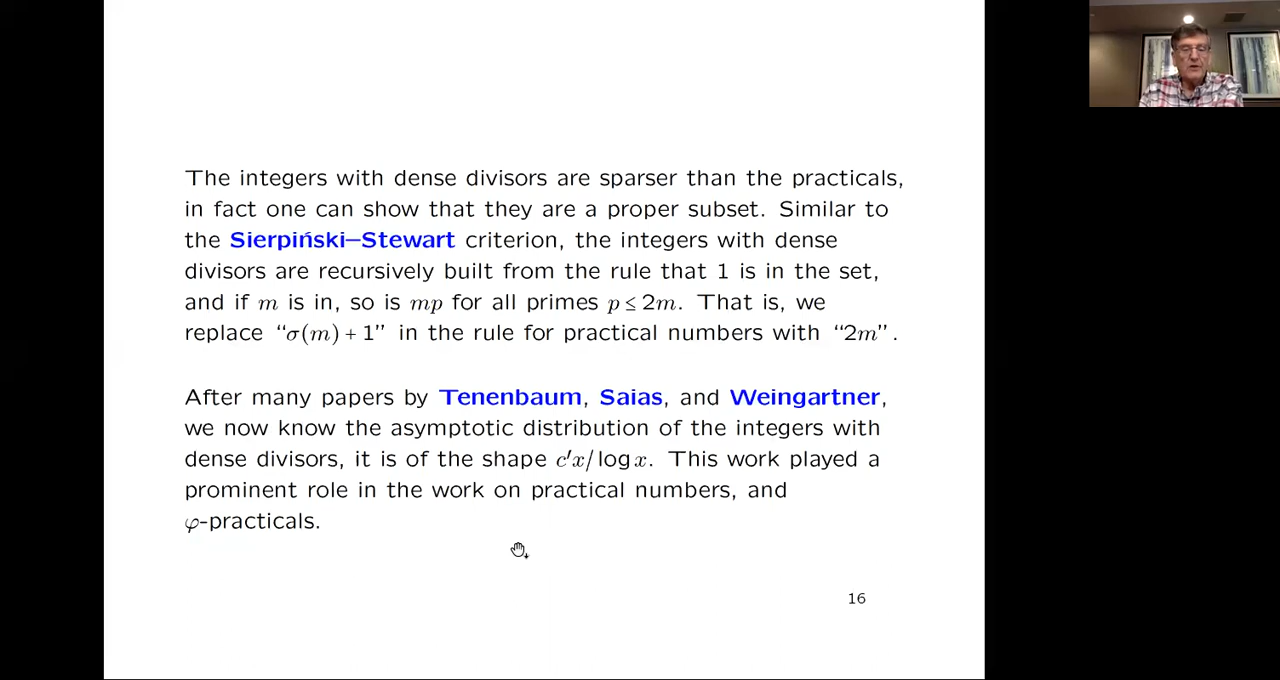 The integers with dense divisors are sparser than the practicals,
in fact one can show that they are a proper subset. Similar to
the Sierpiński–Stewart criterion, the integers with dense
divisors are recursively built from the rule that 1 is in the set,
and if m is in, so is mp for all primes p ≤ 2m. That is, we
replace “σ(m) + 1” in the rule for practical numbers with “2m”.
After many papers by Tenenbaum, Saias, and Weingartner,
we now know the asymptotic distribution of the integers with
dense divisors, it is of the shape c′x/ log x. This work played a
prominent role in the work on practical numbers, and
φ-practicals.
16